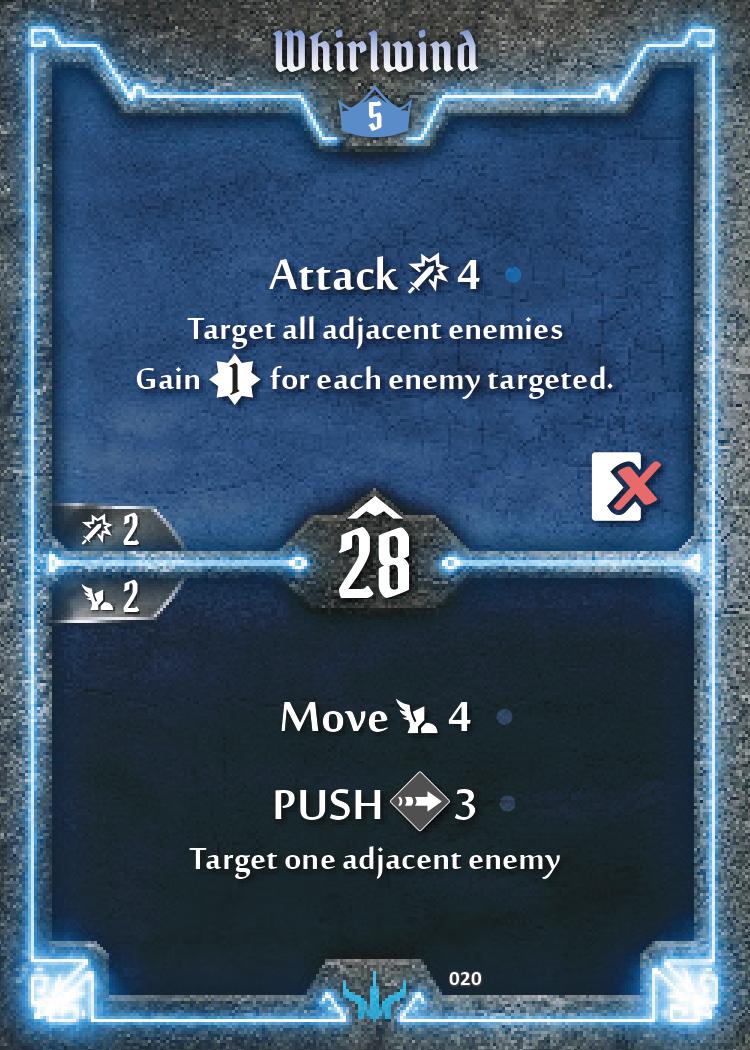 Whirlwind
5
Attack 4
Target all adjacent enemies
Gain 1 for each enemy targeted.
2
28
2
Move 4
PUSH 3
Target one adjacent enemy
020